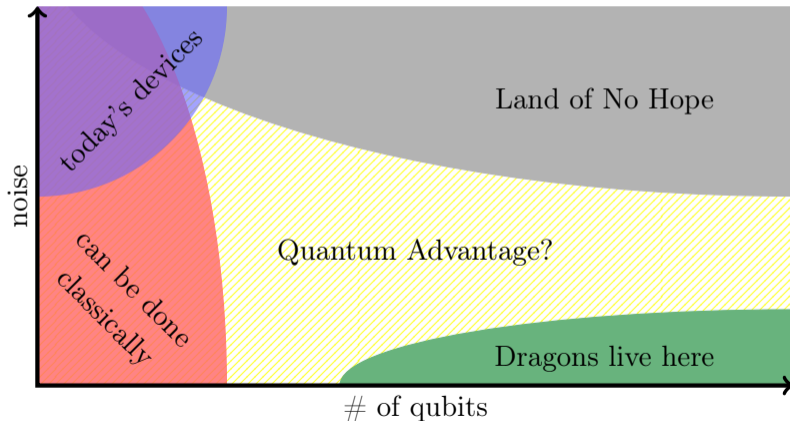 today's devices
Land of No Hope
noise
Quantum Advantage?
can be done
classically
Dragons live here
# of qubits